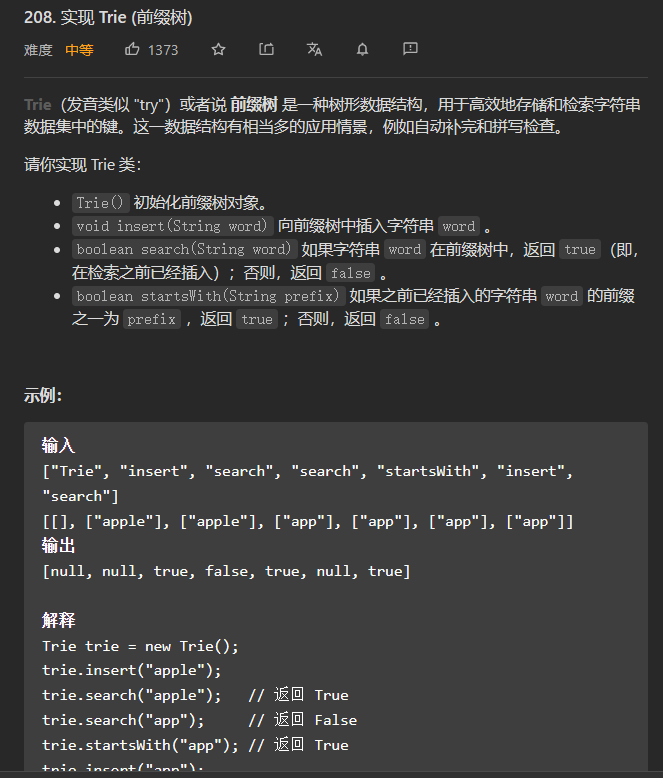 208. 实现 Trie (前缀树)
难度 中等 1373
Trie（发音类似 "try"）或者说 前缀树 是一种树形数据结构，用于高效地存储和检索字符串
数据集中的键。这一数据结构有相当多的应用情景，例如自动补完和拼写检查。
请你实现 Trie 类：
Trie() 初始化前缀树对象。
void insert(String word) 向前缀树中插入字符串 word 。
boolean search(String word) 如果字符串 word 在前缀树中，返回 true（即，
在检索之前已经插入）；否则，返回 false 。
boolean startsWith(String prefix) 如果之前已经插入的字符串 word 的前缀
之一为 prefix ，返回 true ；否则，返回 false 。
示例：
输入
["Trie", "insert", "search", "search", "startsWith", "insert",
"search"]
[[], ["apple"], ["apple"], ["app"], ["app"], ["app"], ["app"]]
输出
[null, null, true, false, true, null, true]
解释
Trie trie = new Trie();
trie.insert("apple");
trie.search("apple");   // 返回 True
trie.search("app");     // 返回 False
trie.startsWith("app"); // 返回 True
trie.insert("app");